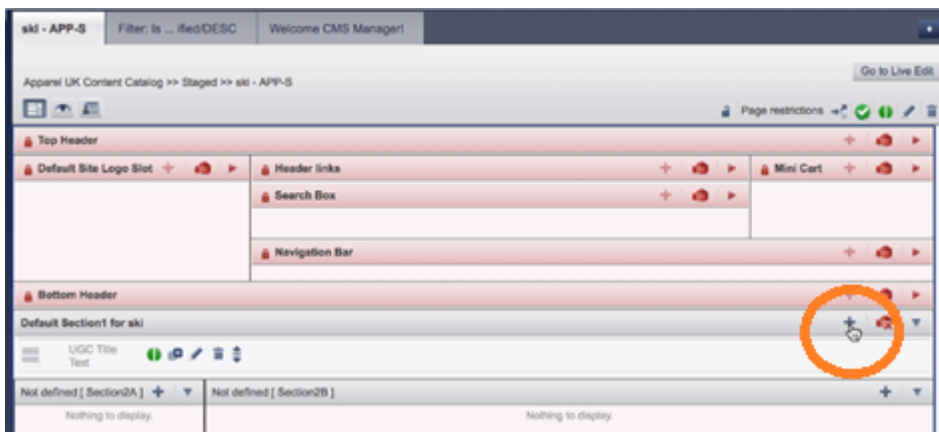 ski - APP-S Filter: Is ... ified/DESC Welcome CMS Manager!
Go to Live Edit
Apparel UK Content Catalog >> Staged >> ski - APP-S
Page restrictions
Top Header
Default Site Logo Slot Header links Mini Cart
Search Box
Navigation Bar
Bottom Header
Default Section1 for ski
UGC Title
Text
Not defined [ Section2A ] Not defined [ Section2B ]
Nothing to display. Nothing to display.